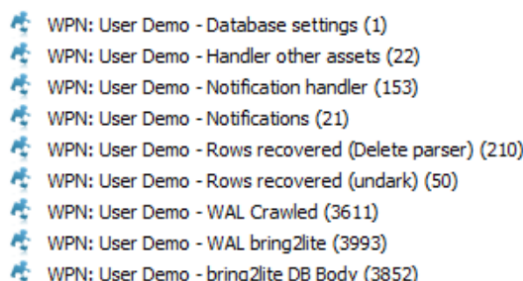 WPN: User Demo - Database settings (1)
WPN: User Demo - Handler other assets (22)
WPN: User Demo - Notification handler (153)
WPN: User Demo - Notifications (21)
WPN: User Demo - Rows recovered (Delete parser) (210)
WPN: User Demo - Rows recovered (undark) (50)
WPN: User Demo - WAL Crawled (3611)
WPN: User Demo - WAL bring2lite (3993)
WPN: User Demo - bring2lite DB Body (3852)